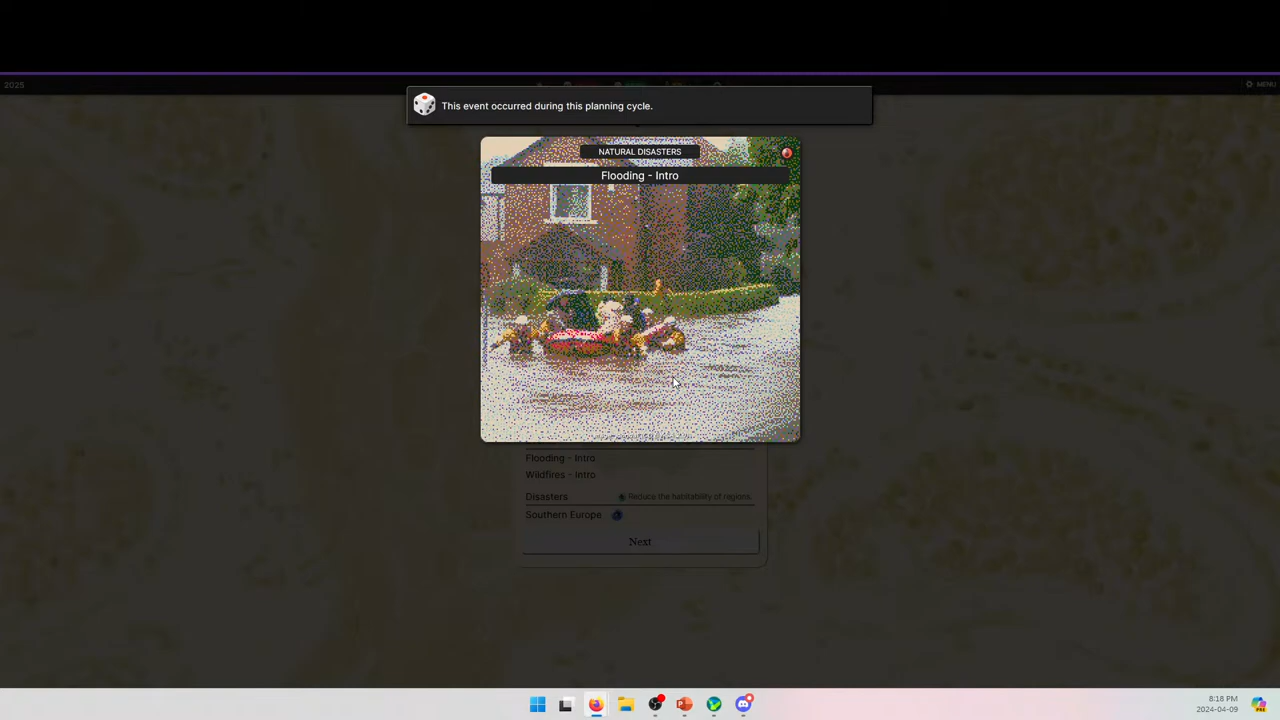 2025
MENU
This event occurred during this planning cycle.
NATURAL DISASTERS
Flooding - Intro
Flooding - Intro
Wildfires - Intro
Disasters
Reduce the habitability of regions.
Southern Europe
Next
8:18 PM
2024-04-09